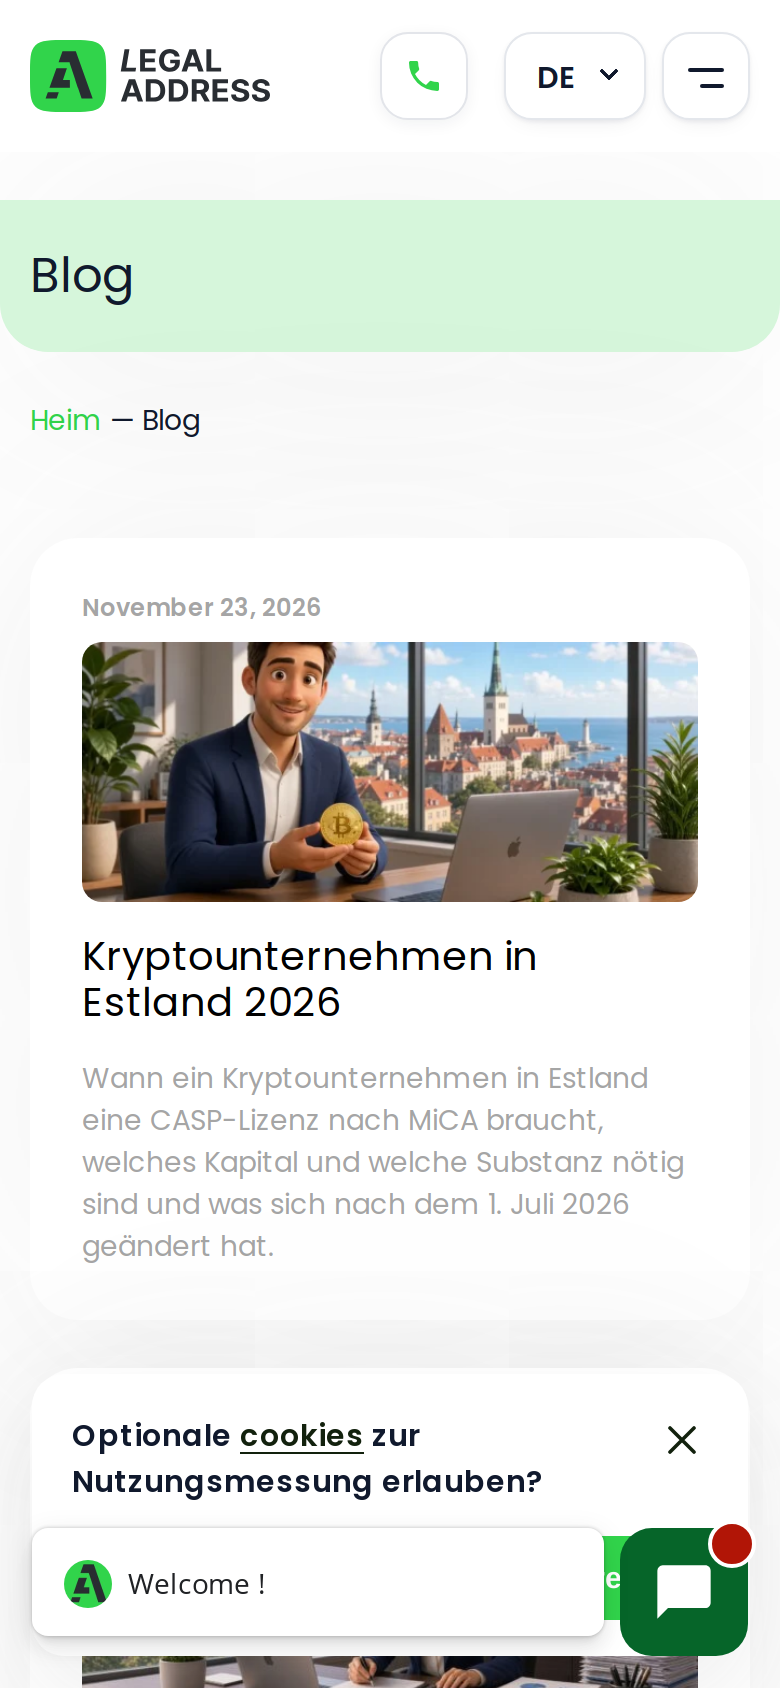 LEGAL
ADDRESS
DE
Blog
Heim — Blog
November 23, 2026
Kryptounternehmen in
Estland 2026
Wann ein Kryptounternehmen in Estland
eine CASP-Lizenz nach MiCA braucht,
welches Kapital und welche Substanz nötig
sind und was sich nach dem 1. Juli 2026
geändert hat.
Optionale cookies zur
Nutzungsmessung erlauben?
Welcome !